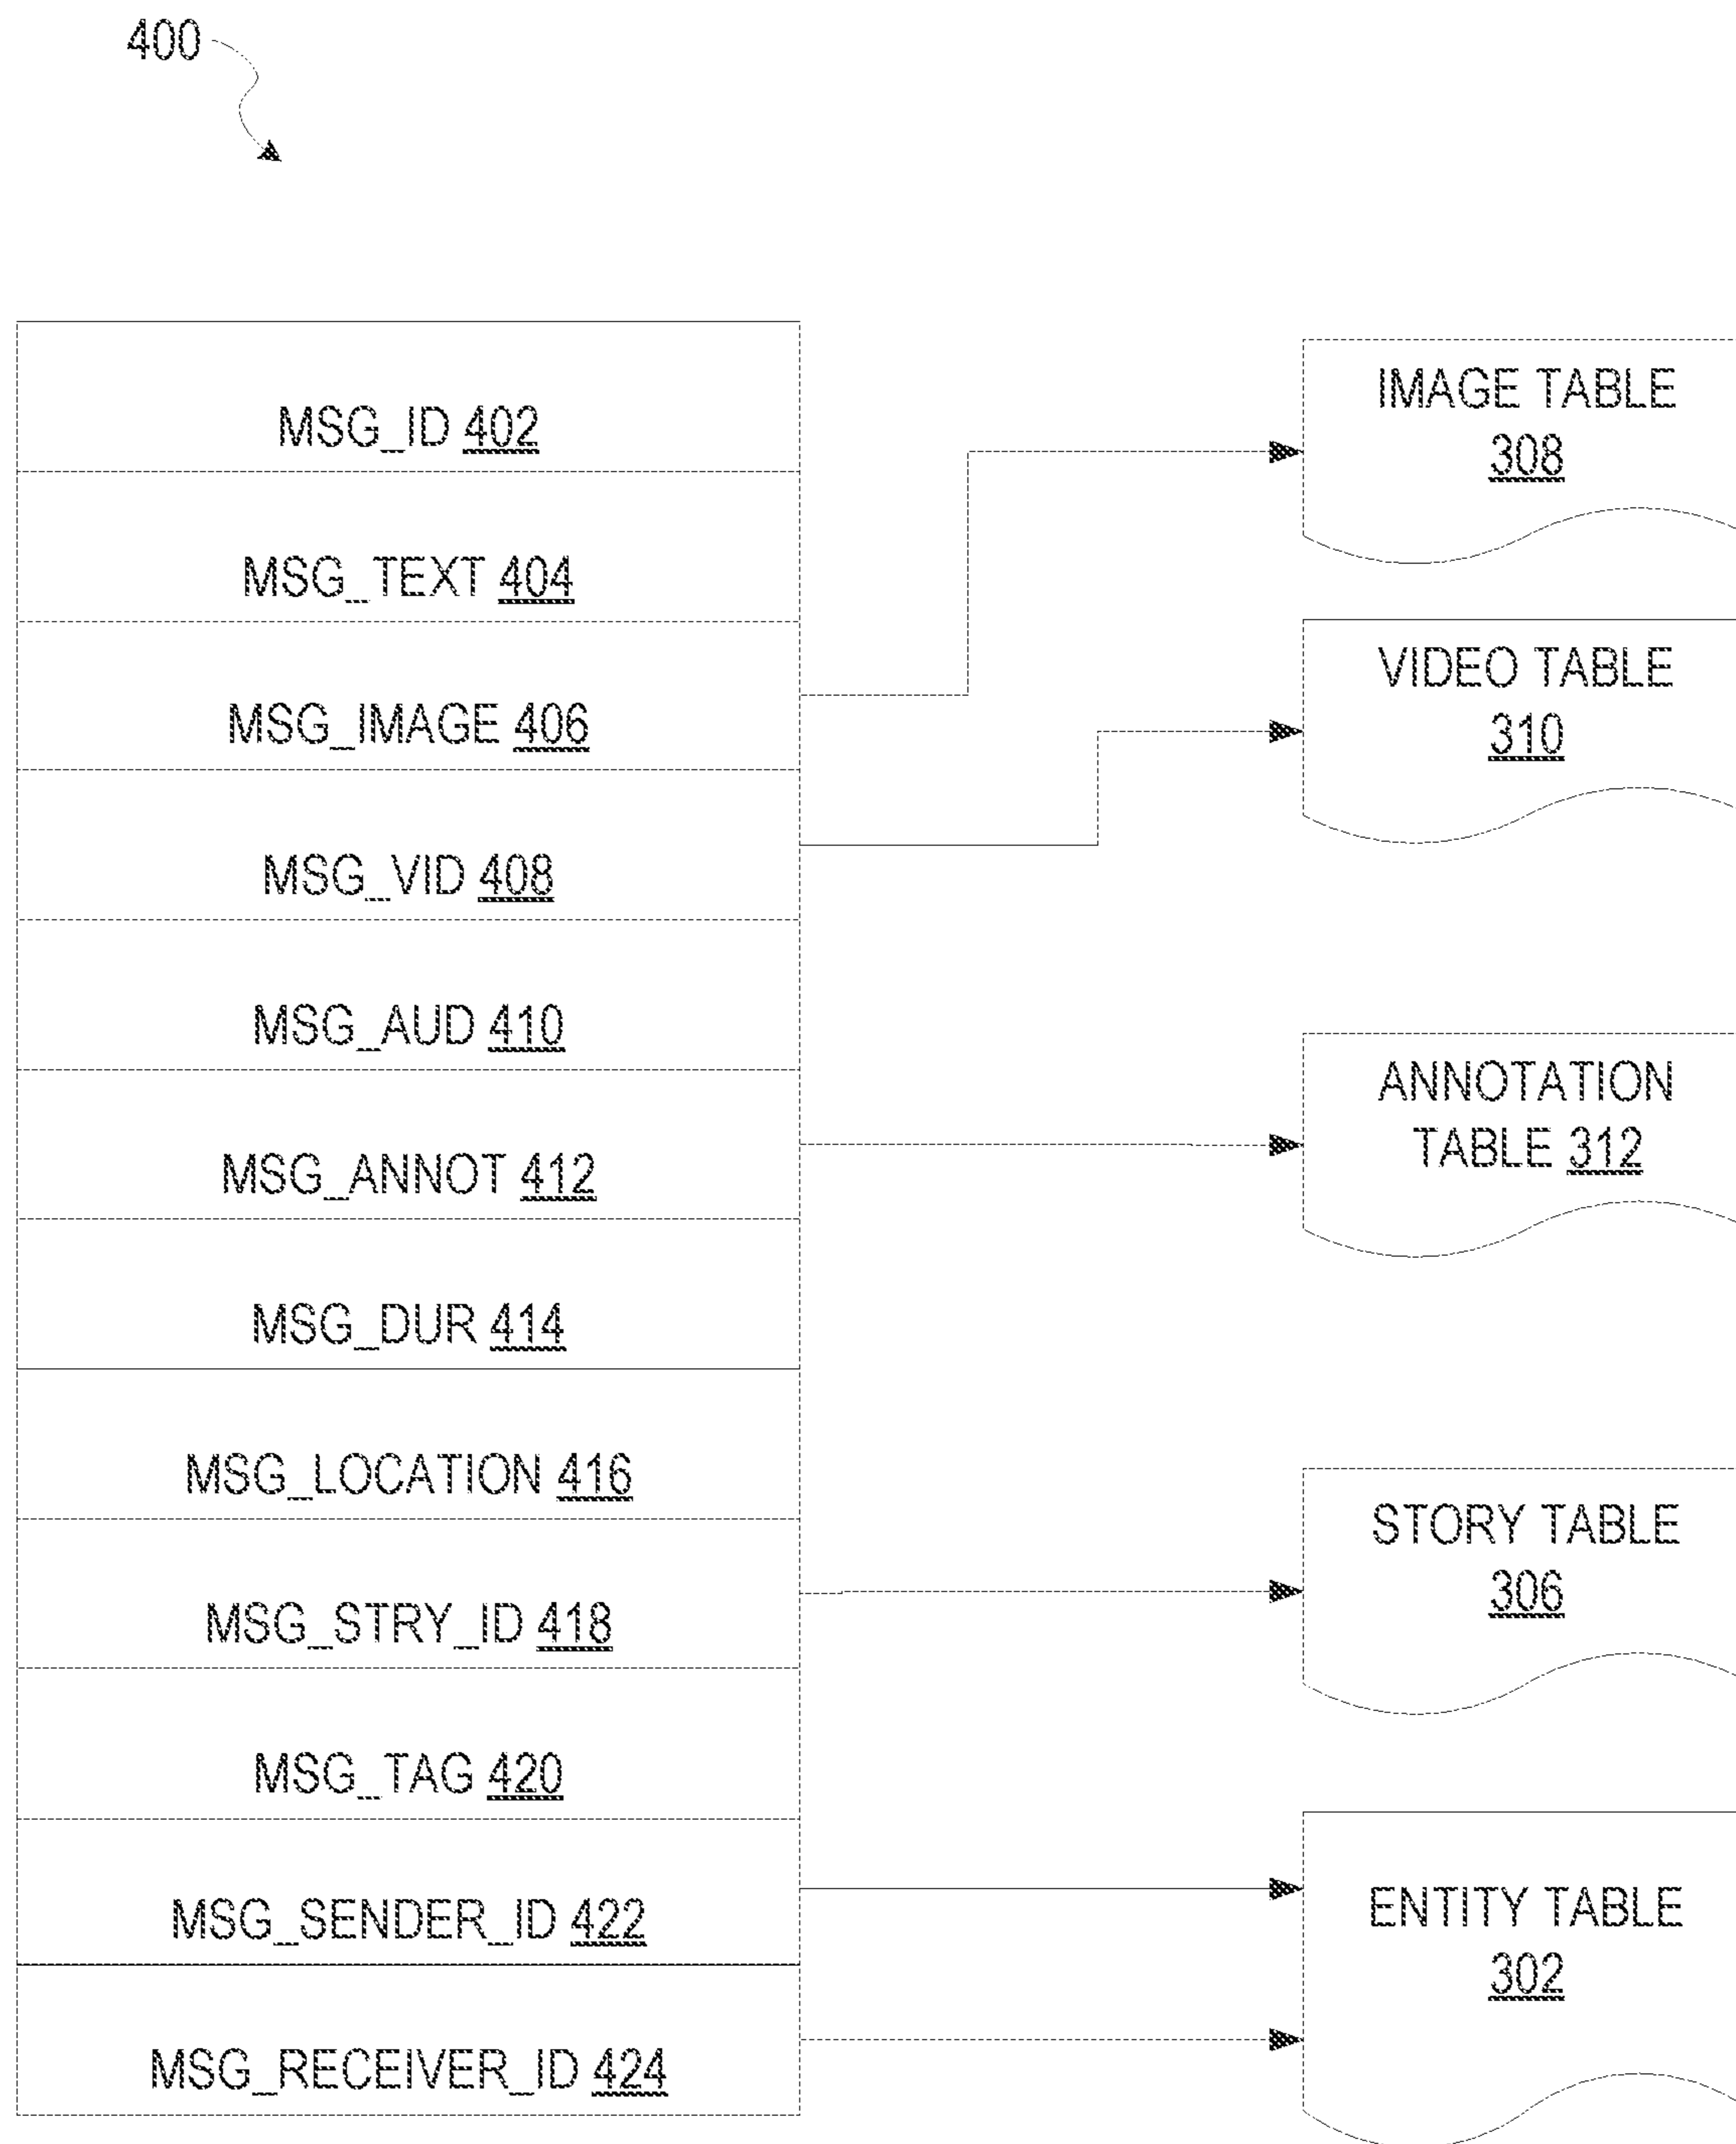 400
MSG_ID 402
MSG_TEXT 404
MSG_IMAGE 406
MSG_VID 408
MSG_AUD 410
MSG_ANNOT 412
MSG_DUR 414
MSG_LOCATION 416
MSG_STRY_ID 418
MSG_TAG 420
MSG_SENDER_ID 422
MSG_RECEIVER_ID 424
IMAGE TABLE
308
VIDEO TABLE
310
ANNOTATION
TABLE 312
STORY TABLE
306
ENTITY TABLE
302